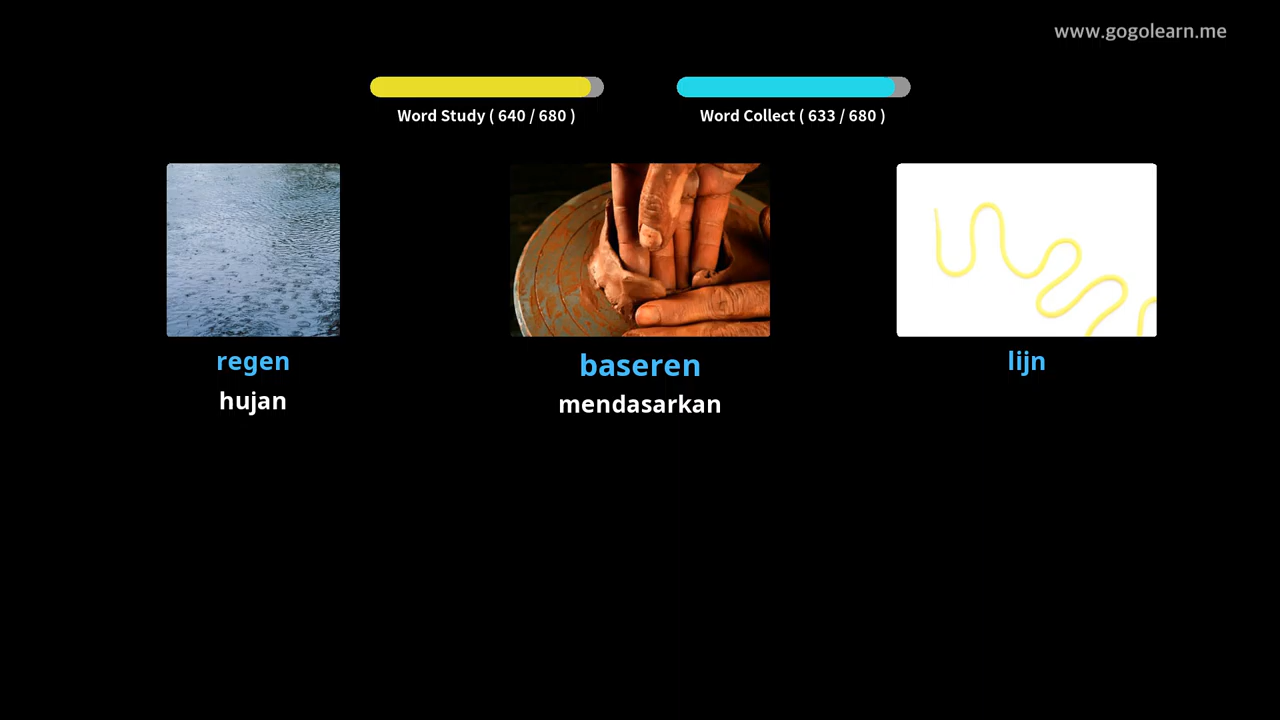 www.gogolearn.me
Word Study ( 640 / 680 )
Word Collect ( 633 / 680 )
regen
hujan
baseren
mendasarkan
lijn